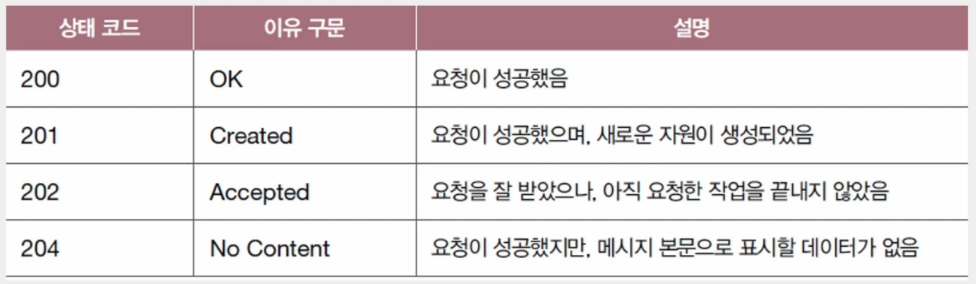 상태 코드 이유 구문 설명
200 OK 요청이 성공했음
201 Created 요청이 성공했으며, 새로운 자원이 생성되었음
202 Accepted 요청을 잘 받았으나, 아직 요청한 작업을 끝내지 않았음
204 No Content 요청이 성공했지만, 메시지 본문으로 표시할 데이터가 없음